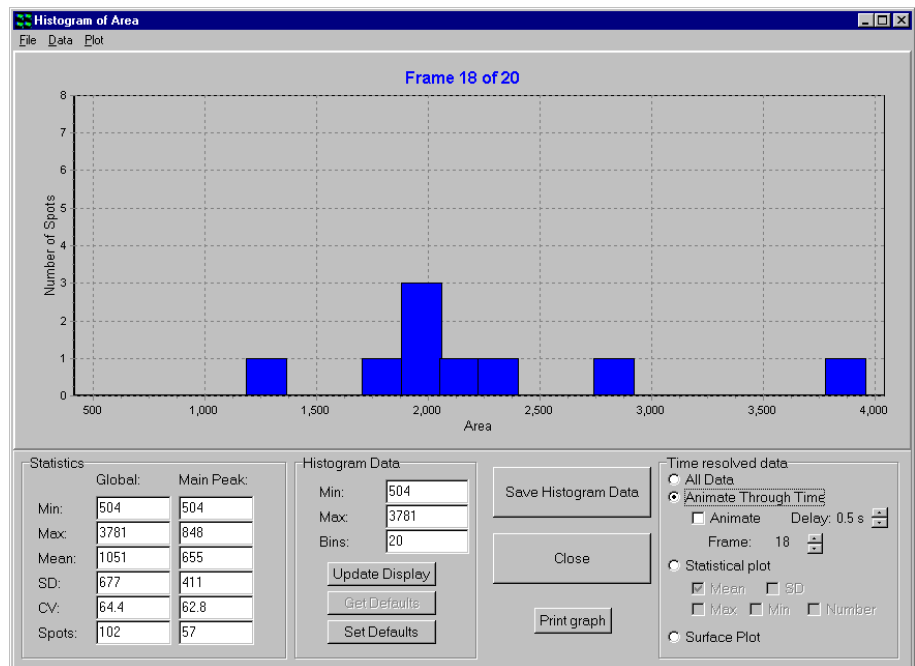 Histogram of Area
File Data Plot
Frame 18 of 20
Number of Spots
8
7
6
5
4
3
2
1
0
500 1,000 1,500 2,000 2,500 3,000 3,500 4,000
Area
Statistics
Global: Main Peak:
Min: 504 504
Max: 3781 848
Mean: 1051 655
SD: 677 411
CV: 64.4 62.8
Spots: 102 57
Histogram Data
Min: 504
Max: 3781
Bins: 20
Update Display
Get Defaults
Set Defaults
Save Histogram Data
Close
Print graph
Time resolved data
All Data
Animate Through Time
Animate Delay: 0.5 s
Frame: 18
Statistical plot
Mean SD
Max Min Number
Surface Plot